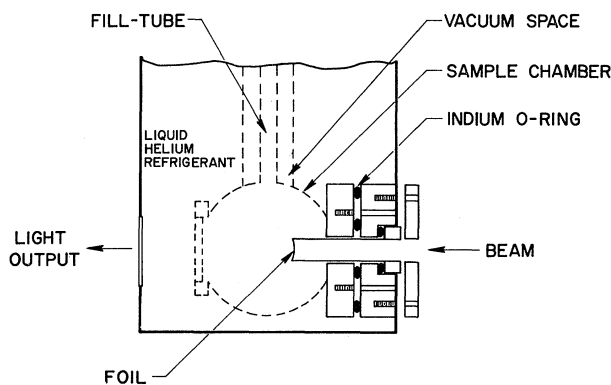 FILL-TUBE
VACUUM SPACE
SAMPLE CHAMBER
INDIUM O-RING
LIQUID
HELIUM
REFRIGERANT
LIGHT
OUTPUT
BEAM
FOIL